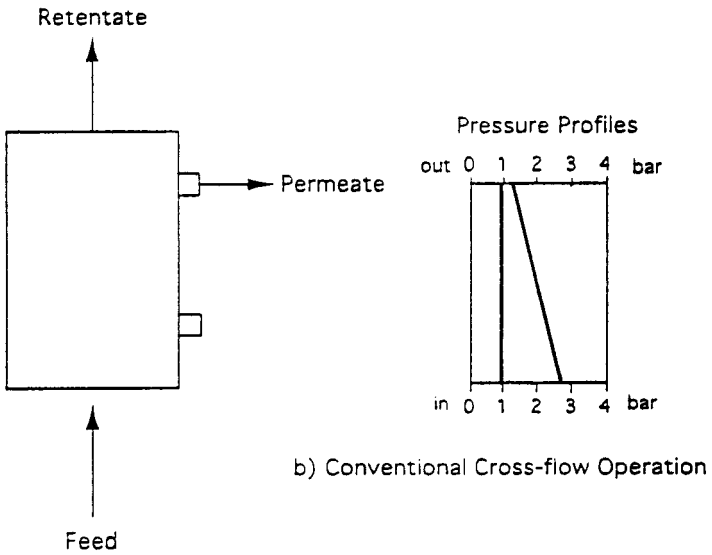 Retentate
Permeate
Feed
Pressure Profiles
out 0 1 2 3 4 bar
in 0 1 2 3 4 bar
b) Conventional Cross-flow Operation